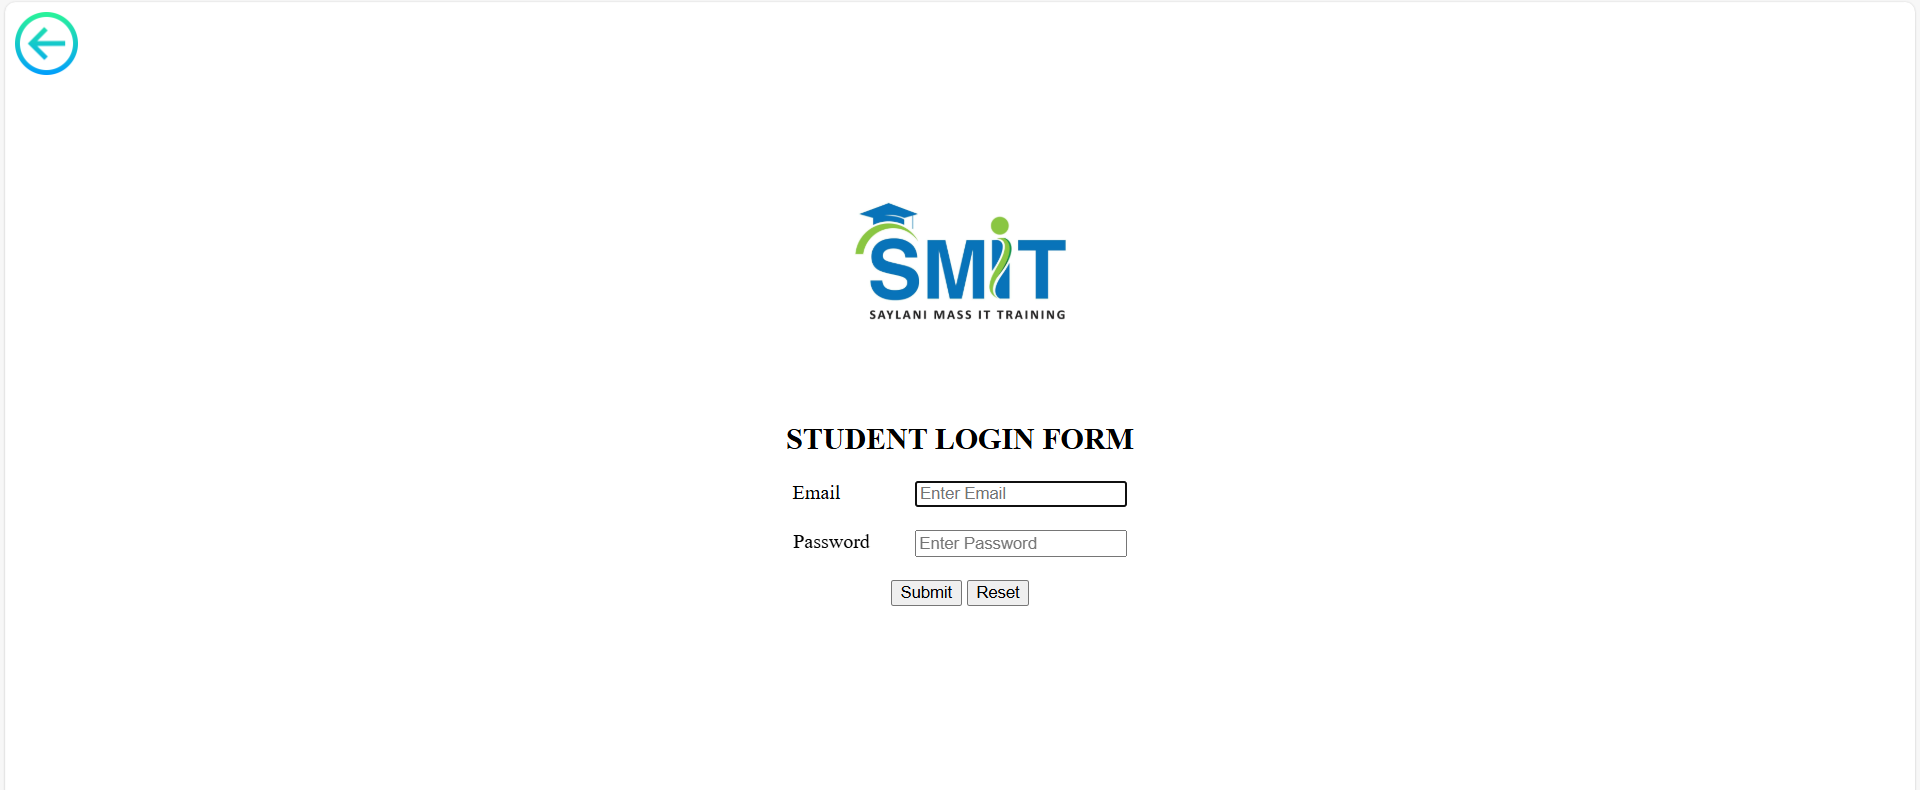 SMiT
SAYLANI MASS IT TRAINING
STUDENT LOGIN FORM
Email Enter Email
Password Enter Password
Submit Reset